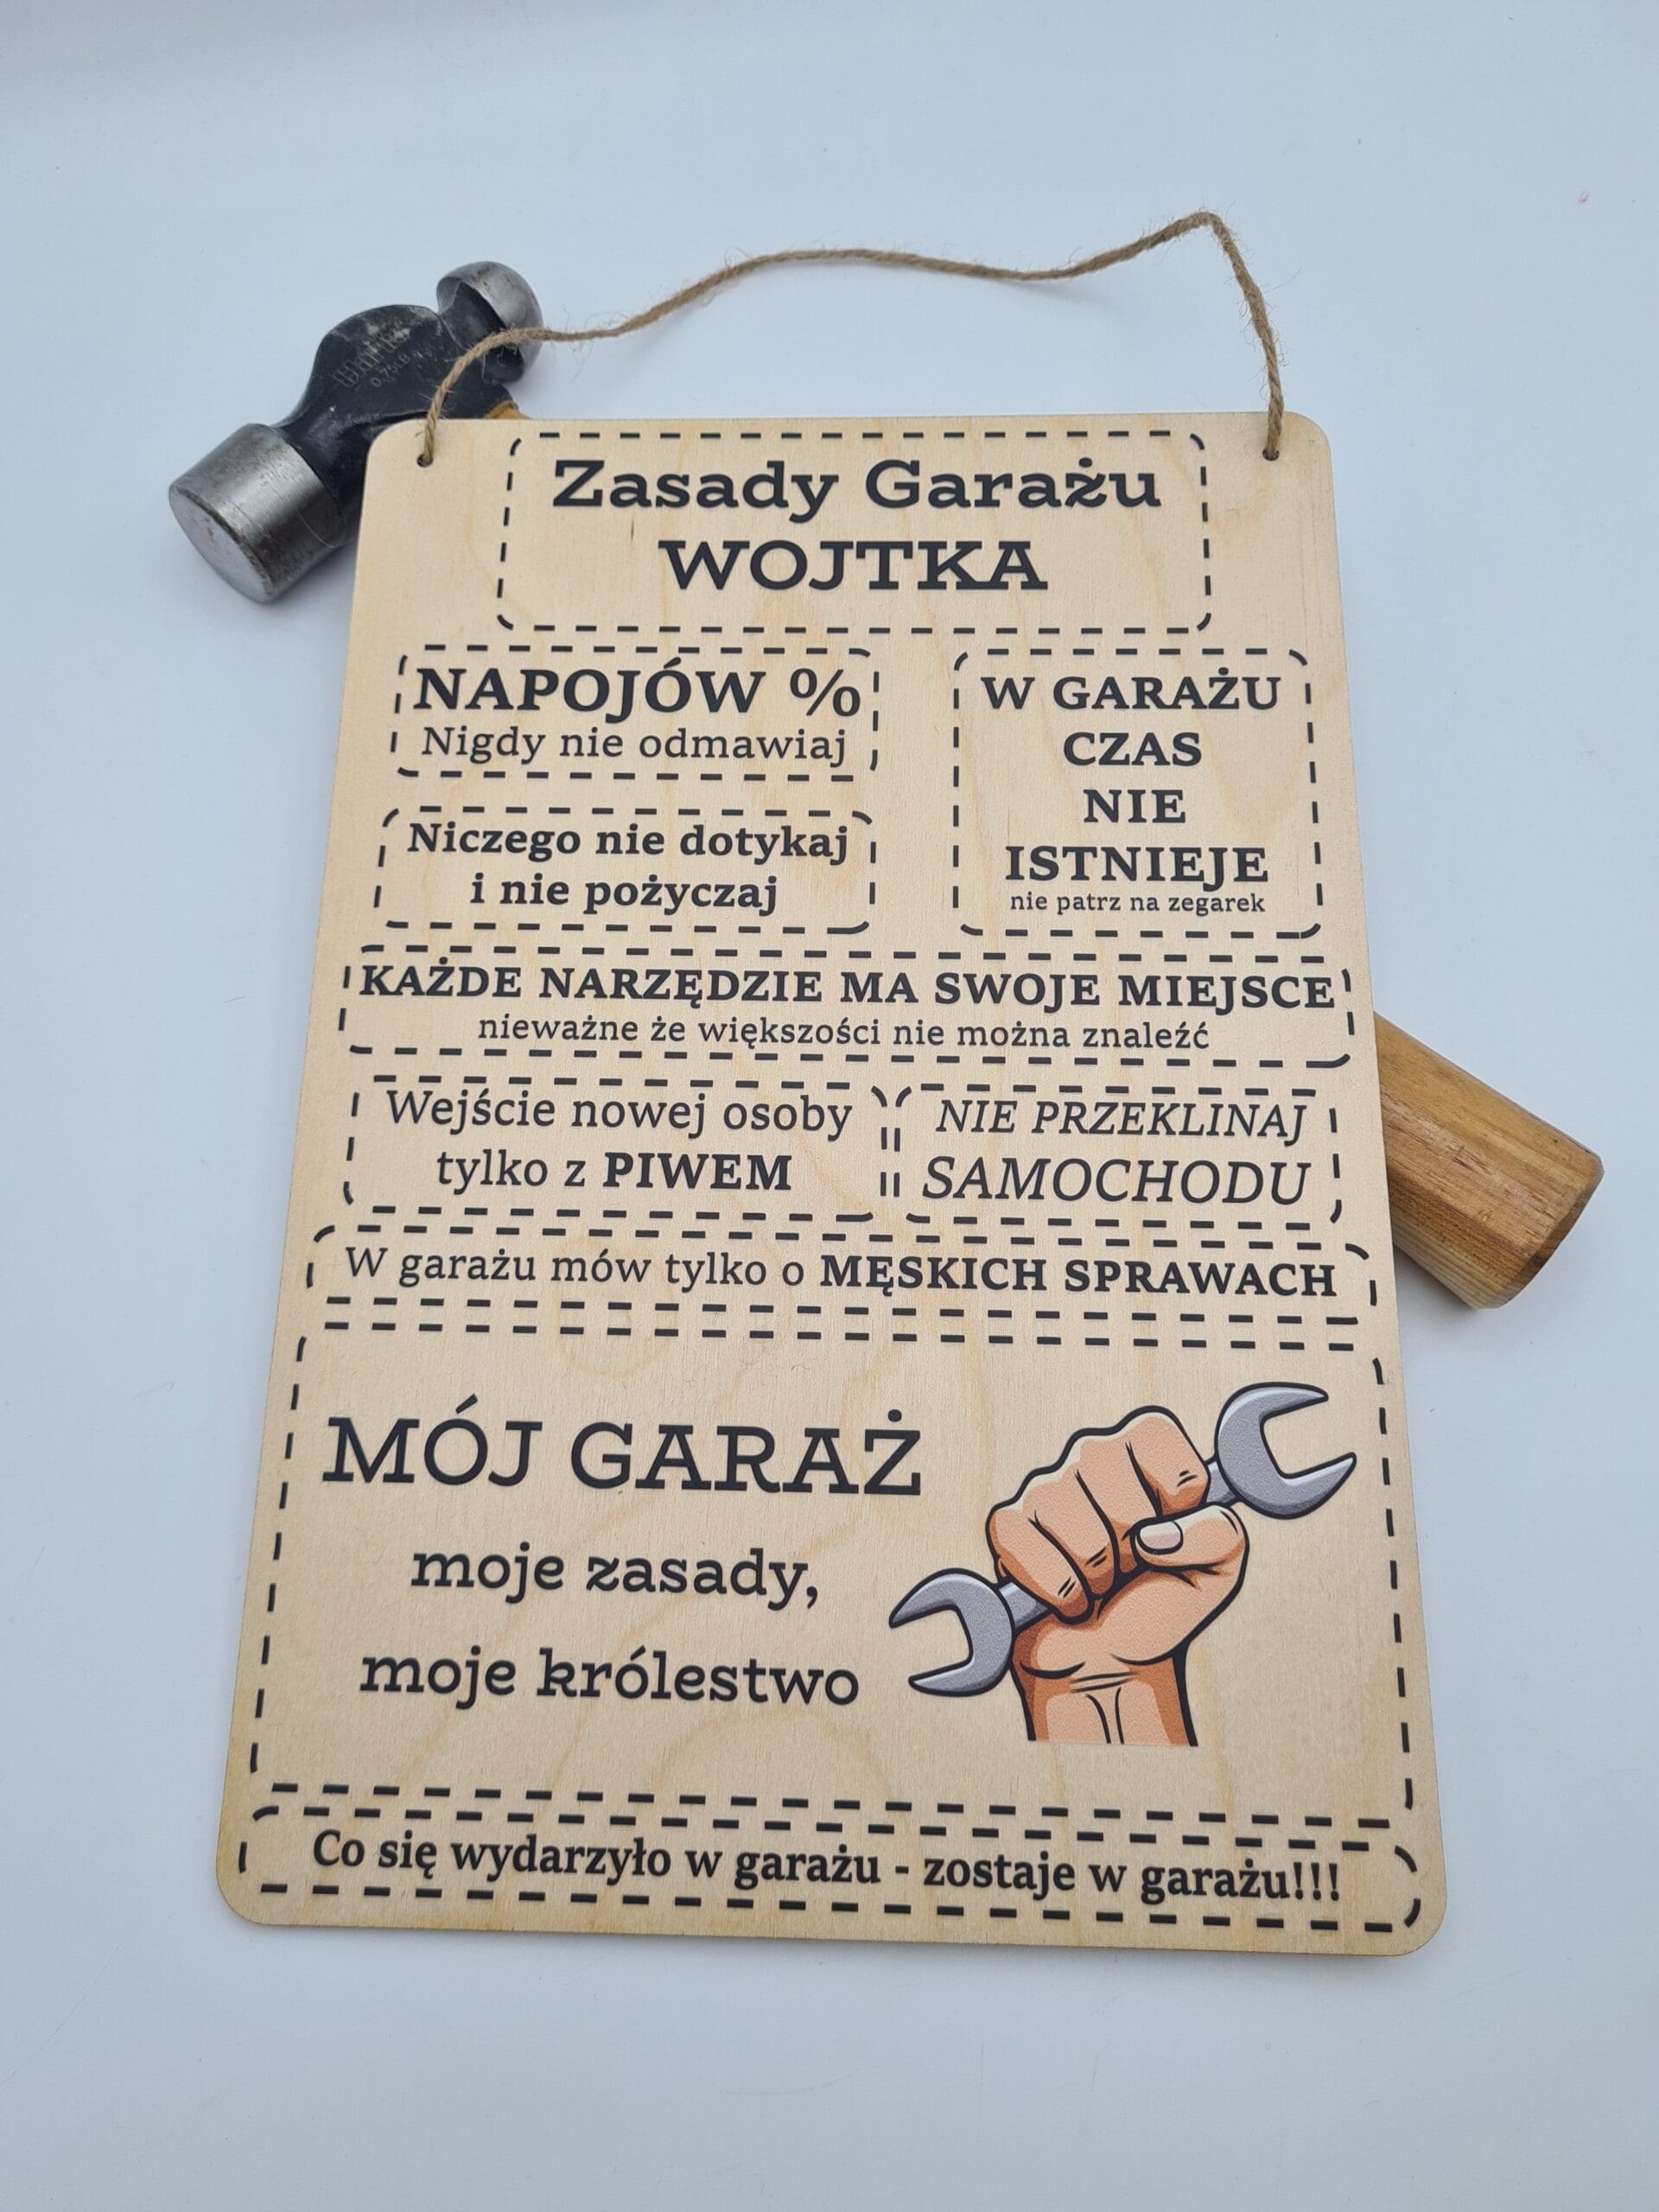 Zasady Garażu
WOJTKA
NAPOJÓW %
Nigdy nie odmawiaj
Niczego nie dotykaj
i nie pożyczaj
W GARAŻU
CZAS
NIE
ISTNIEJE
nie patrz na zegarek
KAŻDE NARZĘDZIE MA SWOJE MIEJSCE
nieważne że większości nie można znaleźć
Wejście nowej osoby
tylko z PIWEM
NIE PRZEKLINAJ
SAMOCHODU
W garażu mów tylko o MĘSKICH SPRAWACH
MÓJ GARAŻ
moje zasady,
moje królestwo
Co się wydarzyło w garażu - zostaje w garażu!!!
0,75LB